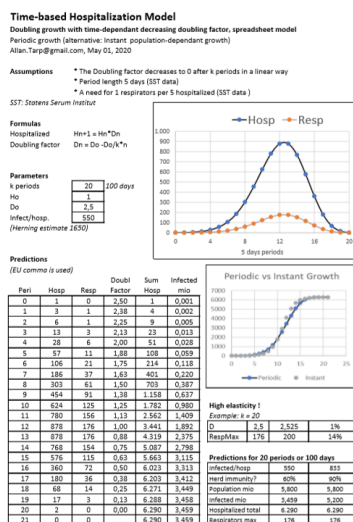 Time-based Hospitalization Model
Doubling growth with time-dependant decreasing doubling factor, spreadsheet model
Periodic growth (alternative: Instant population-dependant growth)
Allan.Tarp@gmail.com, May 01, 2020
Assumptions
* The Doubling factor decreases to 0 after k periods in a linear way
* Period length 5 days (SST data)
* A need for 1 respirators per 5 hospitalized (SST data )
SST: Statens Serum Institut
Formulas
Hospitalized Hn+1 = Hn*Dn
Doubling factor Dn = Do -Do/k*n
Parameters
k periods 20 100 days
Ho 1
Do 2,5
Infect/hosp. 550
(Herning estimate 1650)
Hosp Resp
1.000
900
800
700
600
500
400
300
200
100
0
0 4 8 12 16 20
5 days periods
Predictions
(EU comma is used)
Doubl Sum Infected
Peri Hosp Resp Factor Hosp mio
0 1 0 2,50 1 0,001
1 3 1 2,38 4 0,002
2 6 1 2,25 9 0,005
3 13 3 2,13 23 0,013
4 28 6 2,00 51 0,028
5 57 11 1,88 108 0,059
6 106 21 1,75 214 0,118
7 186 37 1,63 401 0,220
8 303 61 1,50 703 0,387
9 454 91 1,38 1.158 0,637
10 624 125 1,25 1.782 0,980
11 780 156 1,13 2.562 1,409
12 878 176 1,00 3.441 1,892
13 878 176 0,88 4.319 2,375
14 768 154 0,75 5.087 2,798
15 576 115 0,63 5.663 3,115
16 360 72 0,50 6.023 3,313
17 180 36 0,38 6.203 3,412
18 68 14 0,25 6.271 3,449
19 17 3 0,13 6.288 3,458
20 2 0 0,00 6.290 3,459
21 0 0 6.290 3,459
Periodic vs Instant Growth
7000
6000
5000
4000
3000
2000
1000
0
0 5 10 15 20 25
Periodic Instant
High elasticity !
Example: k = 20
D 2,5 2,525 1%
RespMax 176 200 14%
Predictions for 20 periods or 100 days
Infected/hosp 550 833
Herd immunity? 60% 90%
Population mio 5,800 5,800
Infected mio 3,459 5,200
Hospitalized total 6.290 6.290
Respirators max 176 176